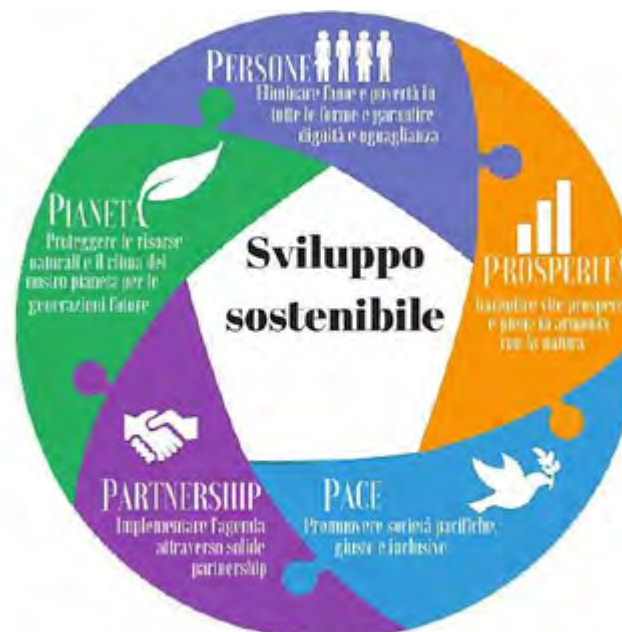 PERSONE
Eliminare fame e povertà in
tutte le forme e garantire
dignità e uguaglianza
PROSPERITÀ
Garantire vite prospere
e piene in armonia
con la natura
PACE
Promuovere società pacifiche,
giuste e inclusive
PARTNERSHIP
Implementare l'agenda
attraverso solide
partnership
PIANETA
Proteggere le risorse
naturali e il clima del
nostro pianeta per le
generazioni future
Sviluppo
sostenibile